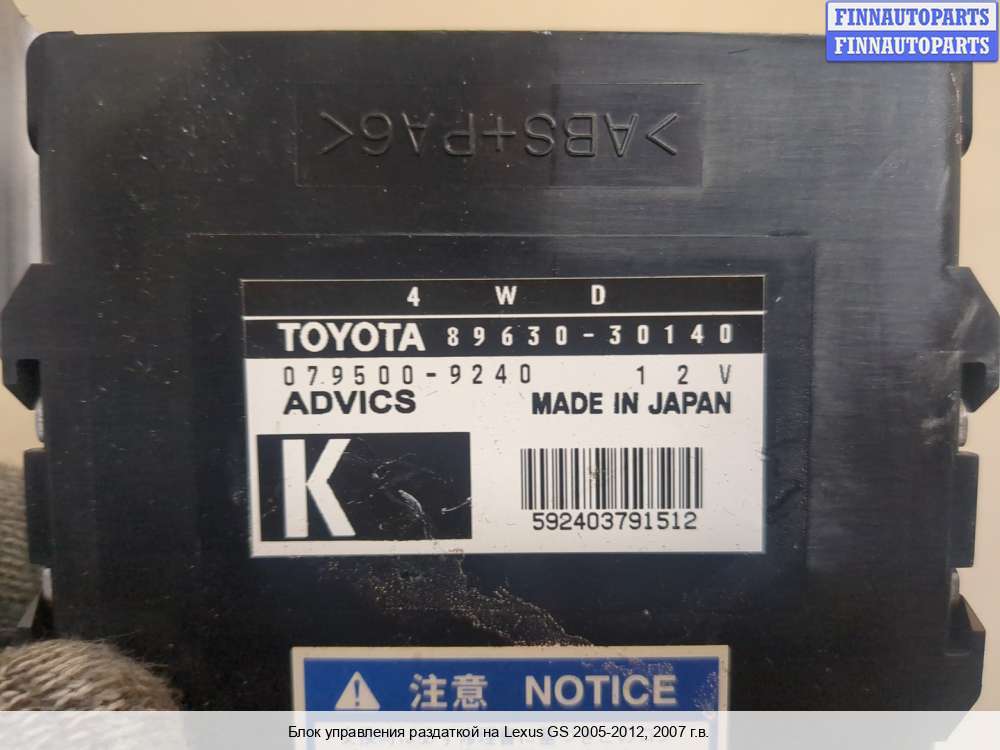 FINNAUTOPARTS
FINNAUTOPARTS
>ABS+PA6<
4 W D
TOYOTA 89630-30140
079500-9240 12V
ADVICS MADE IN JAPAN
K
592403791512
注意 NOTICE
Блок управления раздаткой на Lexus GS 2005-2012, 2007 г.в.